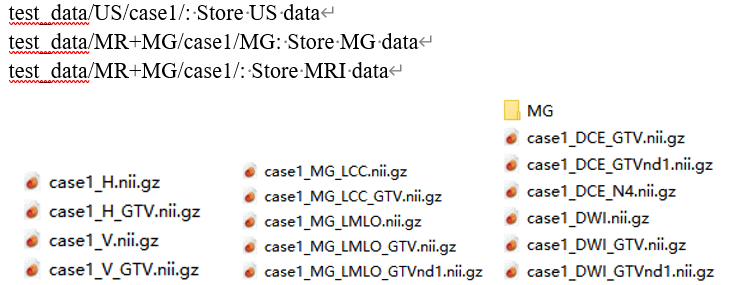 test_data/US/case1/: Store US data
test_data/MR+MG/case1/MG: Store MG data
test_data/MR+MG/case1/: Store MRI data
case1_H.nii.gz
case1_H_GTV.nii.gz
case1_V.nii.gz
case1_V_GTV.nii.gz
case1_MG_LCC.nii.gz
case1_MG_LCC_GTV.nii.gz
case1_MG_LMLO.nii.gz
case1_MG_LMLO_GTV.nii.gz
case1_MG_LMLO_GTVnd1.nii.gz
MG
case1_DCE_GTV.nii.gz
case1_DCE_GTVnd1.nii.gz
case1_DCE_N4.nii.gz
case1_DWI.nii.gz
case1_DWI_GTV.nii.gz
case1_DWI_GTVnd1.nii.gz